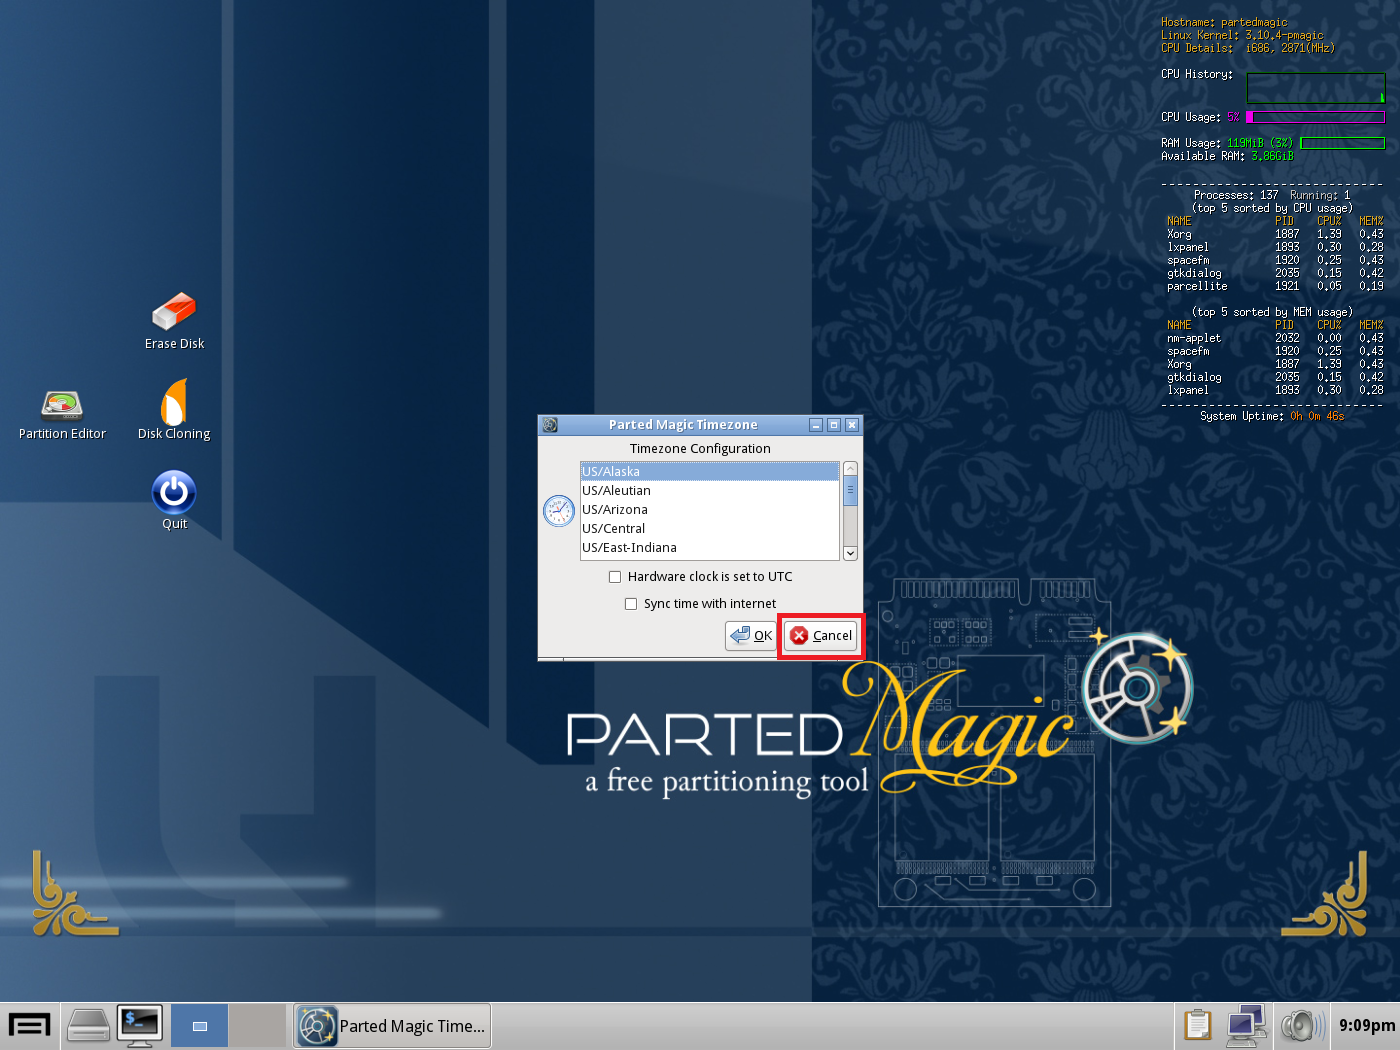 Hostname: partedmagic
Linux Kernel: 3.10.4-pmagic
CPU Details:  i686, 2871(MHz)
CPU History:
CPU Usage: 5%
RAM Usage: 119MiB (3%)
Available RAM: 3.86GiB
Processes: 137  Running: 1
(top 5 sorted by CPU usage)
NAME PID CPU% MEM%
Xorg 1887 1.39 0.43
lxpanel 1893 0.30 0.28
spacefm 1920 0.25 0.43
gtkdialog 2035 0.15 0.42
parcellite 1921 0.05 0.19
(top 5 sorted by MEM usage)
NAME PID CPU% MEM%
nm-applet 2032 0.00 0.43
spacefm 1920 0.25 0.43
Xorg 1887 1.39 0.43
gtkdialog 2035 0.15 0.42
lxpanel 1893 0.30 0.28
System Uptime: 0h 0m 46s
Erase Disk
Partition Editor
Disk Cloning
Quit
Parted Magic Timezone
Timezone Configuration
US/Alaska
US/Aleutian
US/Arizona
US/Central
US/East-Indiana
Hardware clock is set to UTC
Sync time with internet
OK
Cancel
PARTED Magic
a free partitioning tool
$_
Parted Magic Time...
9:09pm